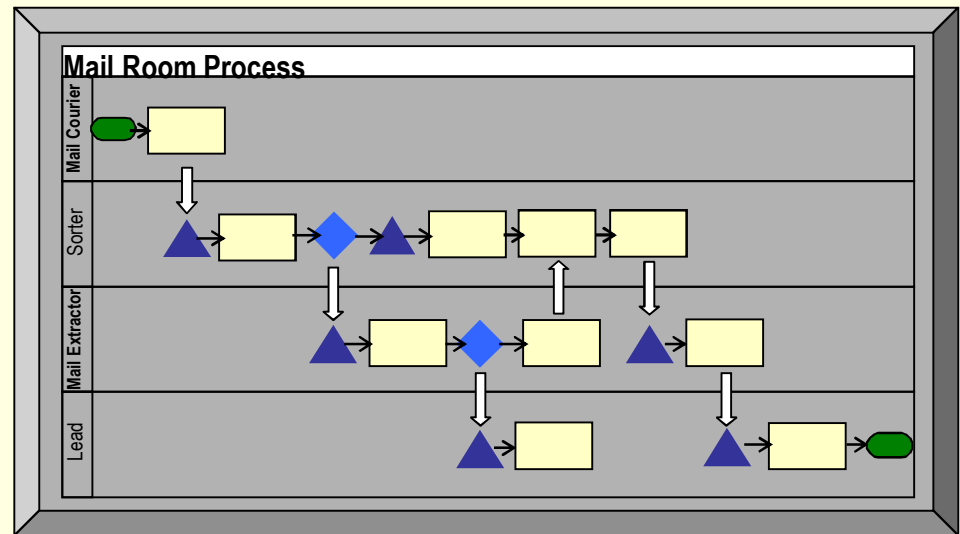 Mail Room Process
Mail Courier
Sorter
Mail Extractor
Lead